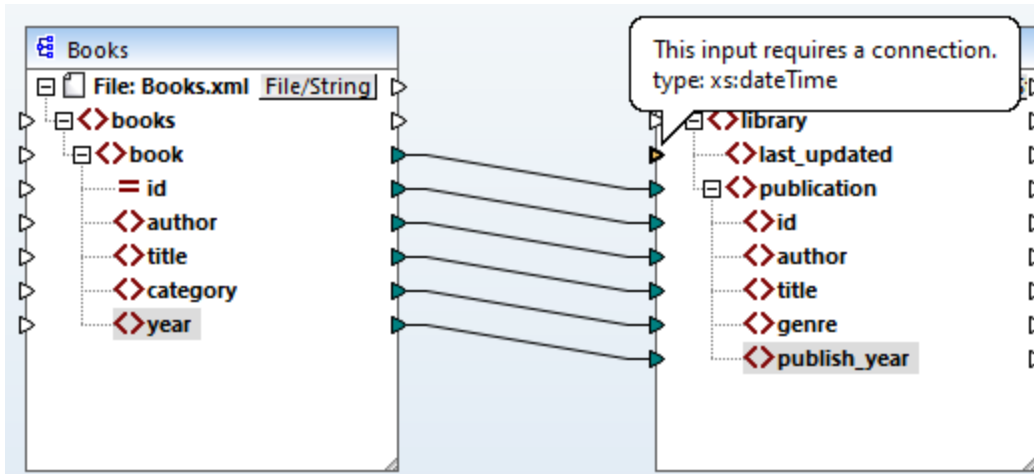 Books
File: Books.xml File/String
books
book
id
author
title
category
year
This input requires a connection.
type: xs:dateTime
library
last_updated
publication
id
author
title
genre
publish_year